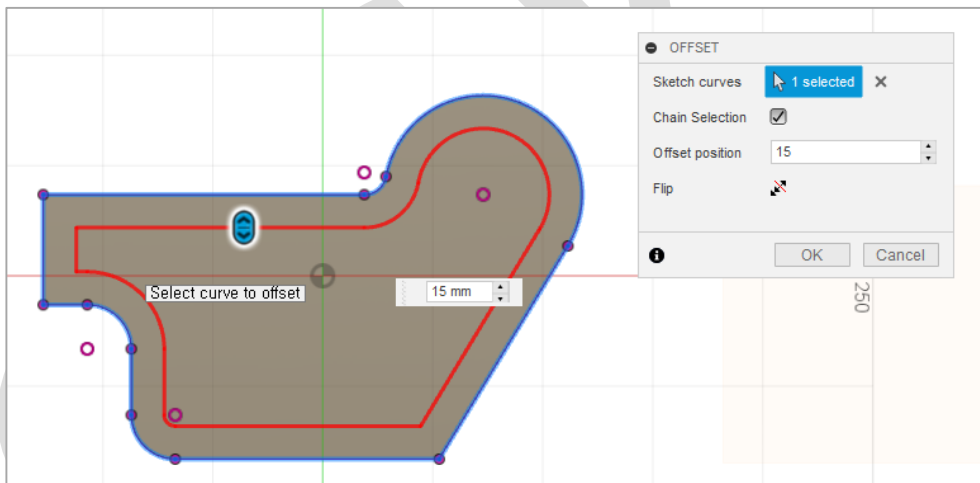 OFFSET
Sketch curves 1 selected
Chain Selection
Offset position 15
Flip
OK Cancel
Select curve to offset
15 mm
250